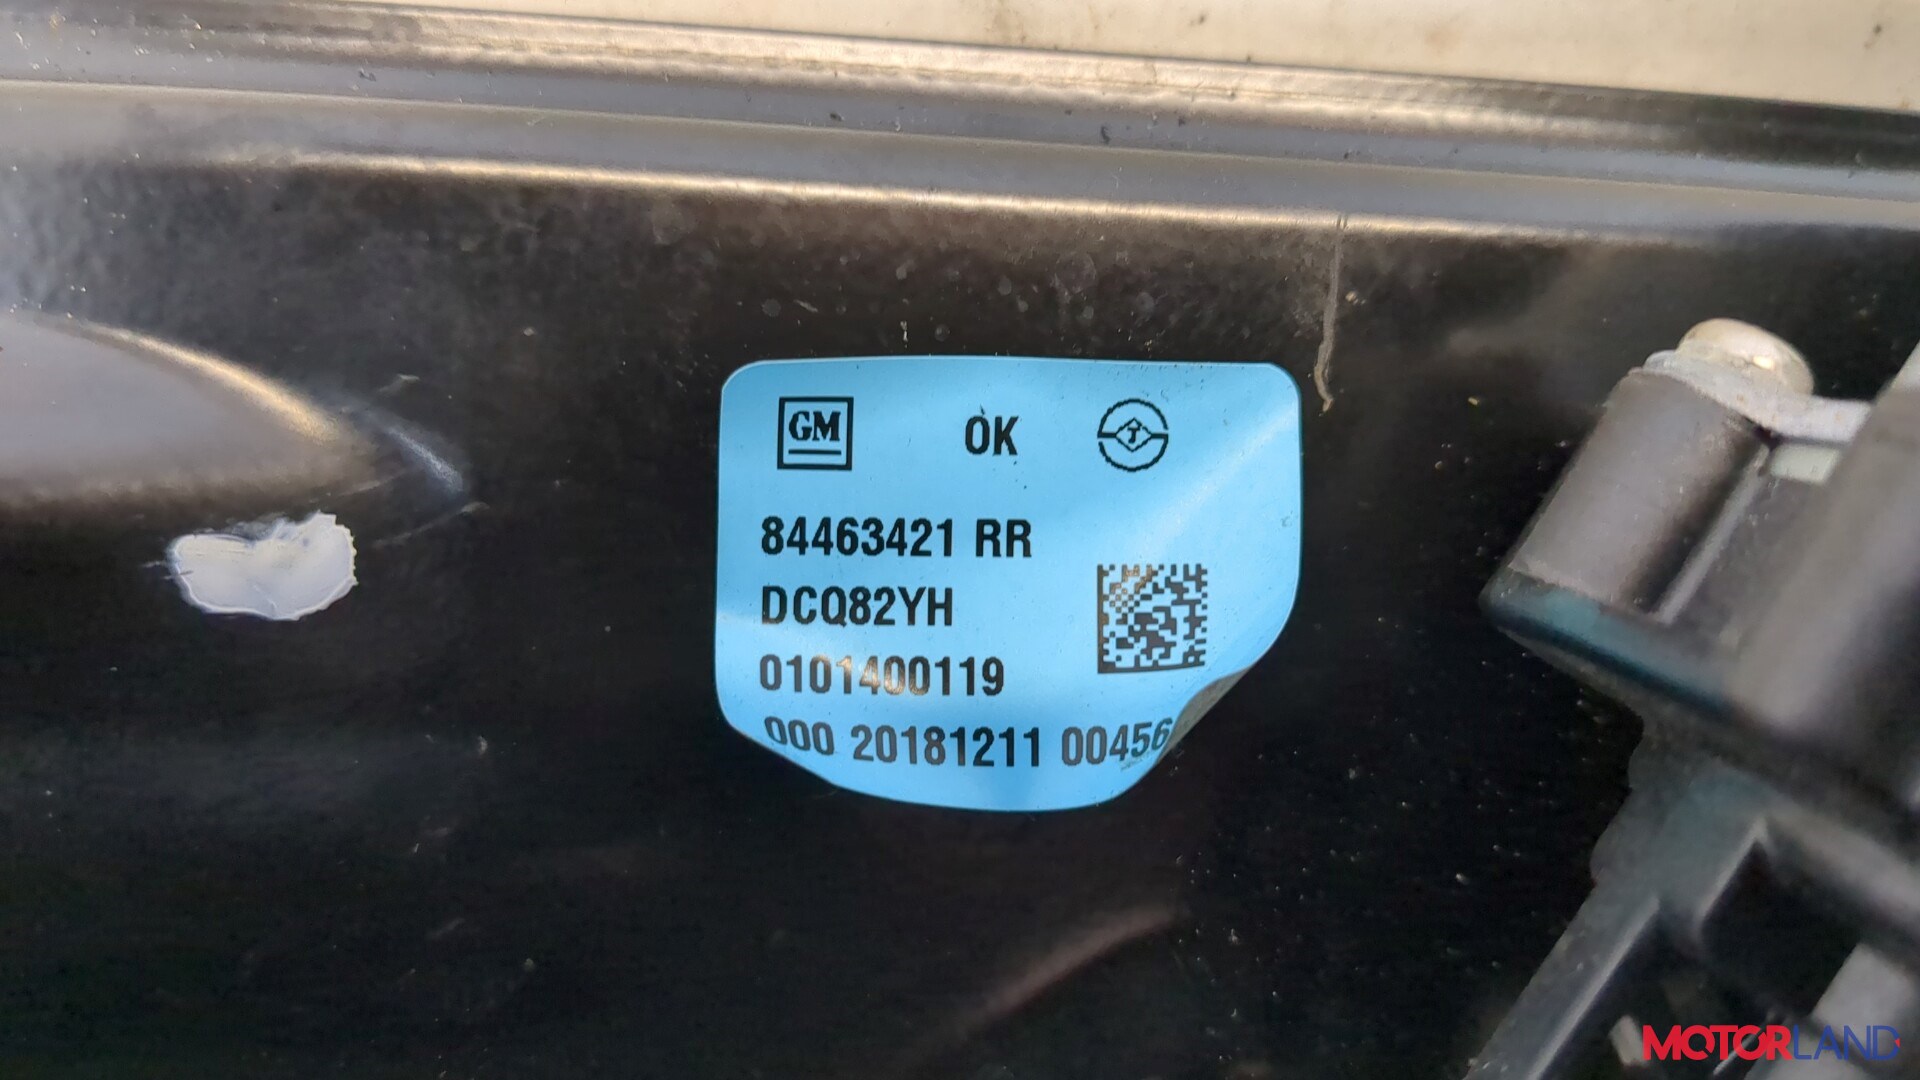 GM OK J
84463421 RR
DCQ82YH
0101400119
000 20181211 00456
MOTORLAND